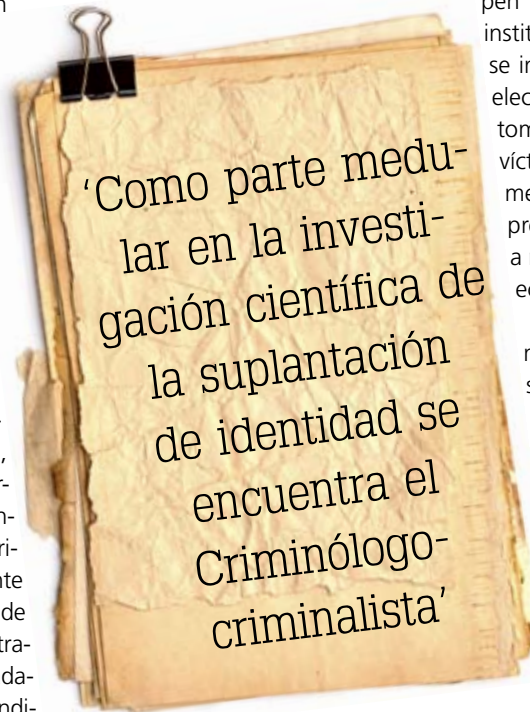 'Como parte medu-
lar en la investi-
gación científica de
la suplantación
de identidad se
encuentra el
Criminólogo-
criminalista'